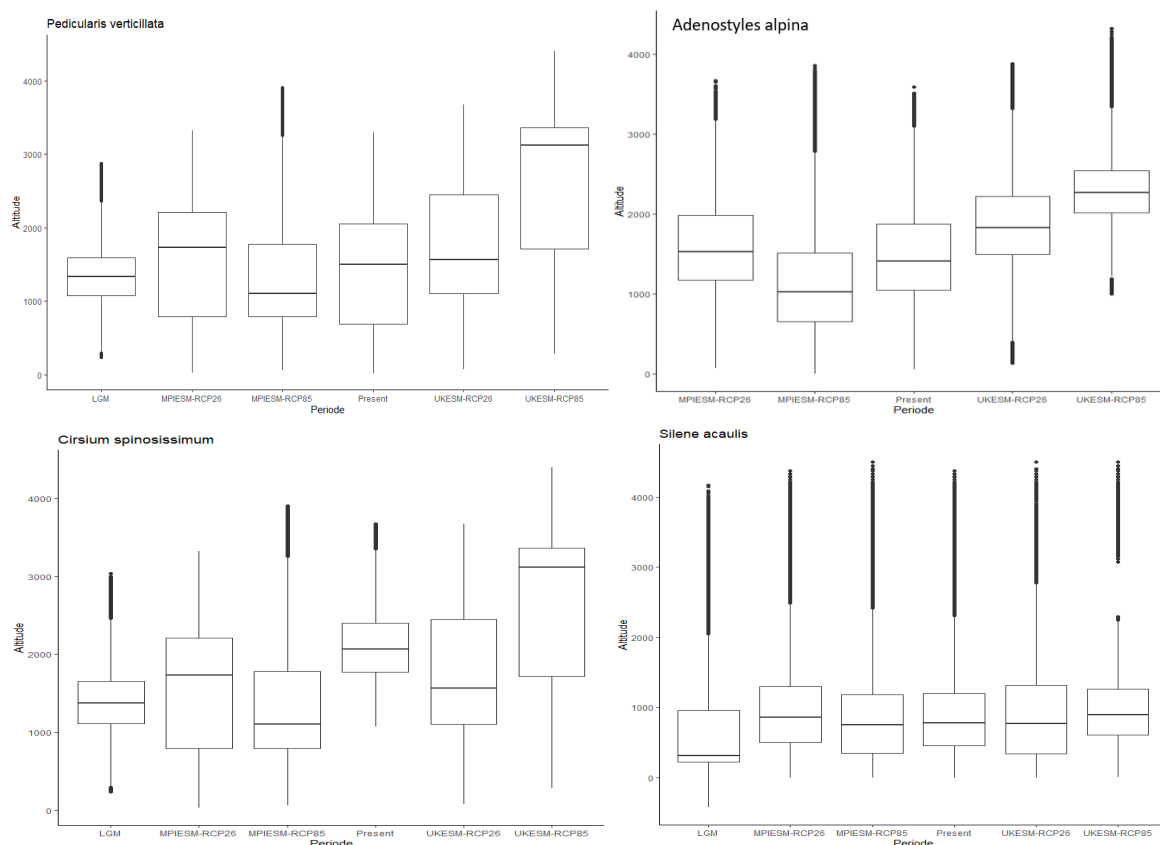 Pedicularis verticillata
4000
3000
2000
1000
0
Altitude
LGM MPIESM-RCP26 MPIESM-RCP85 Present UKESM-RCP26 UKESM-RCP85
Periode
Adenostyles alpina
4000
3000
2000
1000
0
Altitude
MPIESM-RCP26 MPIESM-RCP85 Present UKESM-RCP26 UKESM-RCP85
Periode
Cirsium spinosissimum
4000
3000
2000
1000
0
Altitude
LGM MPIESM-RCP26 MPIESM-RCP85 Present UKESM-RCP26 UKESM-RCP85
Periode
Silene acaulis
4000
3000
2000
1000
0
Altitude
LGM MPIESM-RCP26 MPIESM-RCP85 Present UKESM-RCP26 UKESM-RCP85
Periode